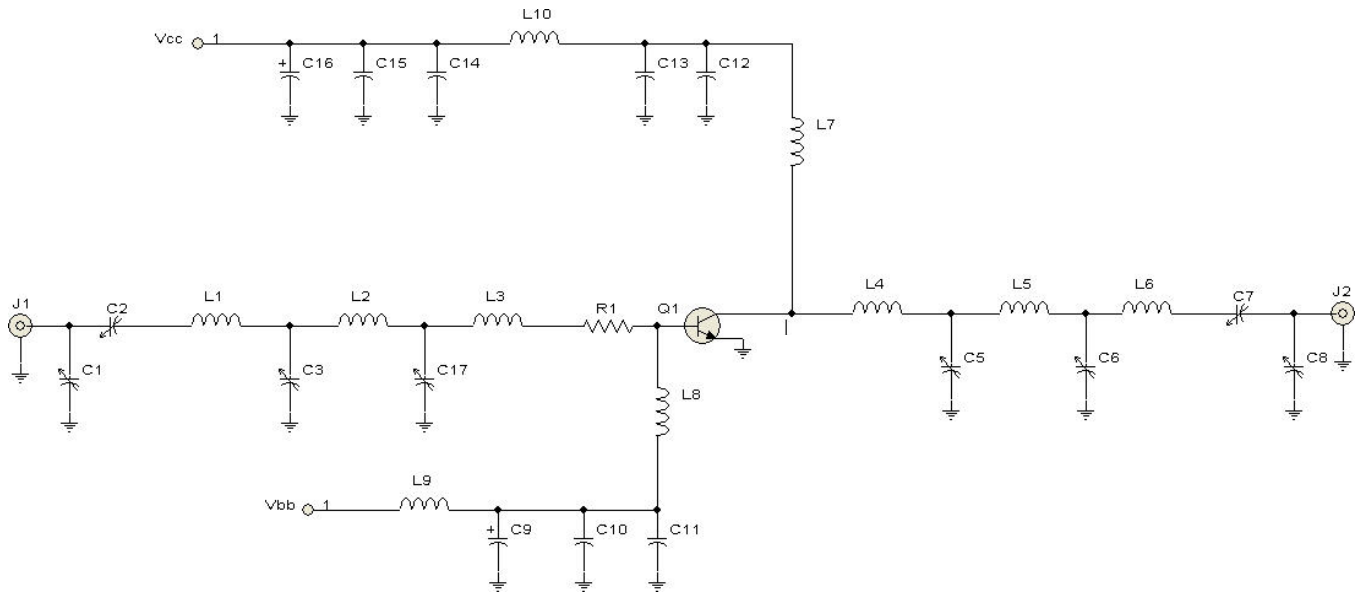 L10
Vcc 1
+ C16 C15 C14 C13 C12
L7
J1 C2 L1 L2 L3 R1 Q1 L4 L5 L6 C7 J2
C1 C3 C17 C5 C6 C8
L8
L9
Vbb 1
+ C9 C10 C11